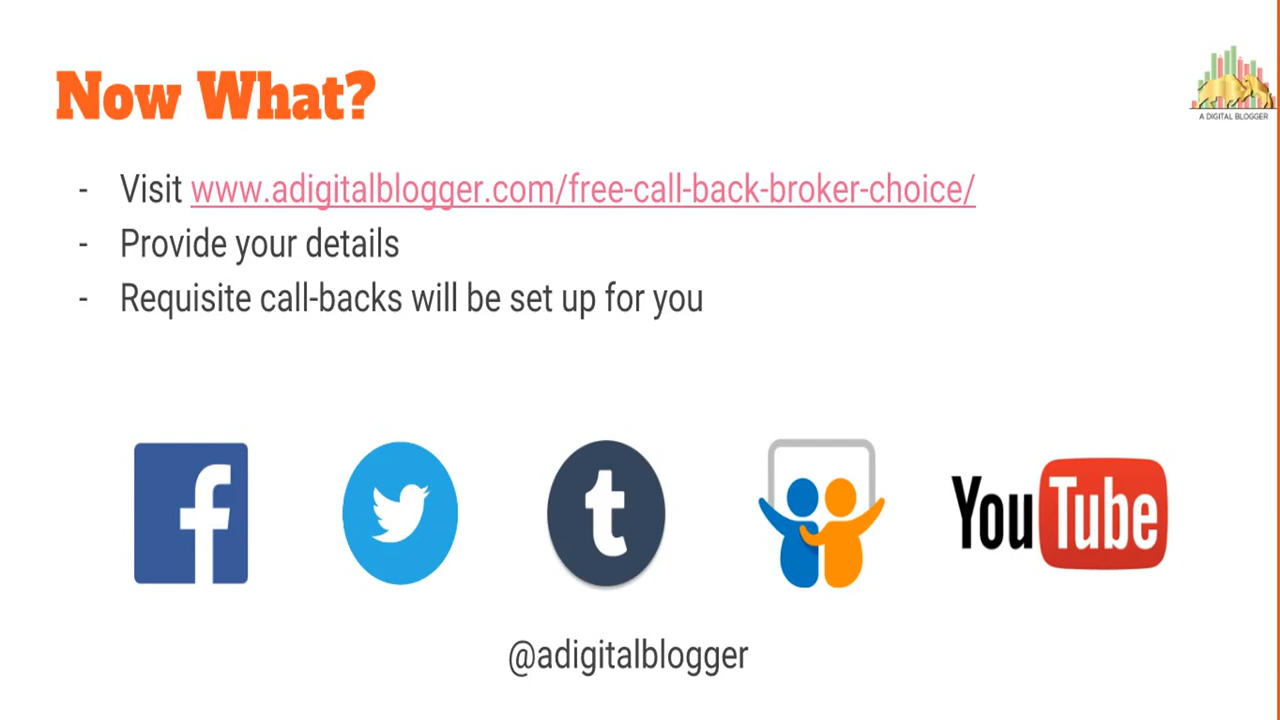 Now What?
A DIGITAL BLOGGER
- Visit www.adigitalblogger.com/free-call-back-broker-choice/
- Provide your details
- Requisite call-backs will be set up for you
f t YouTube
@adigitalblogger